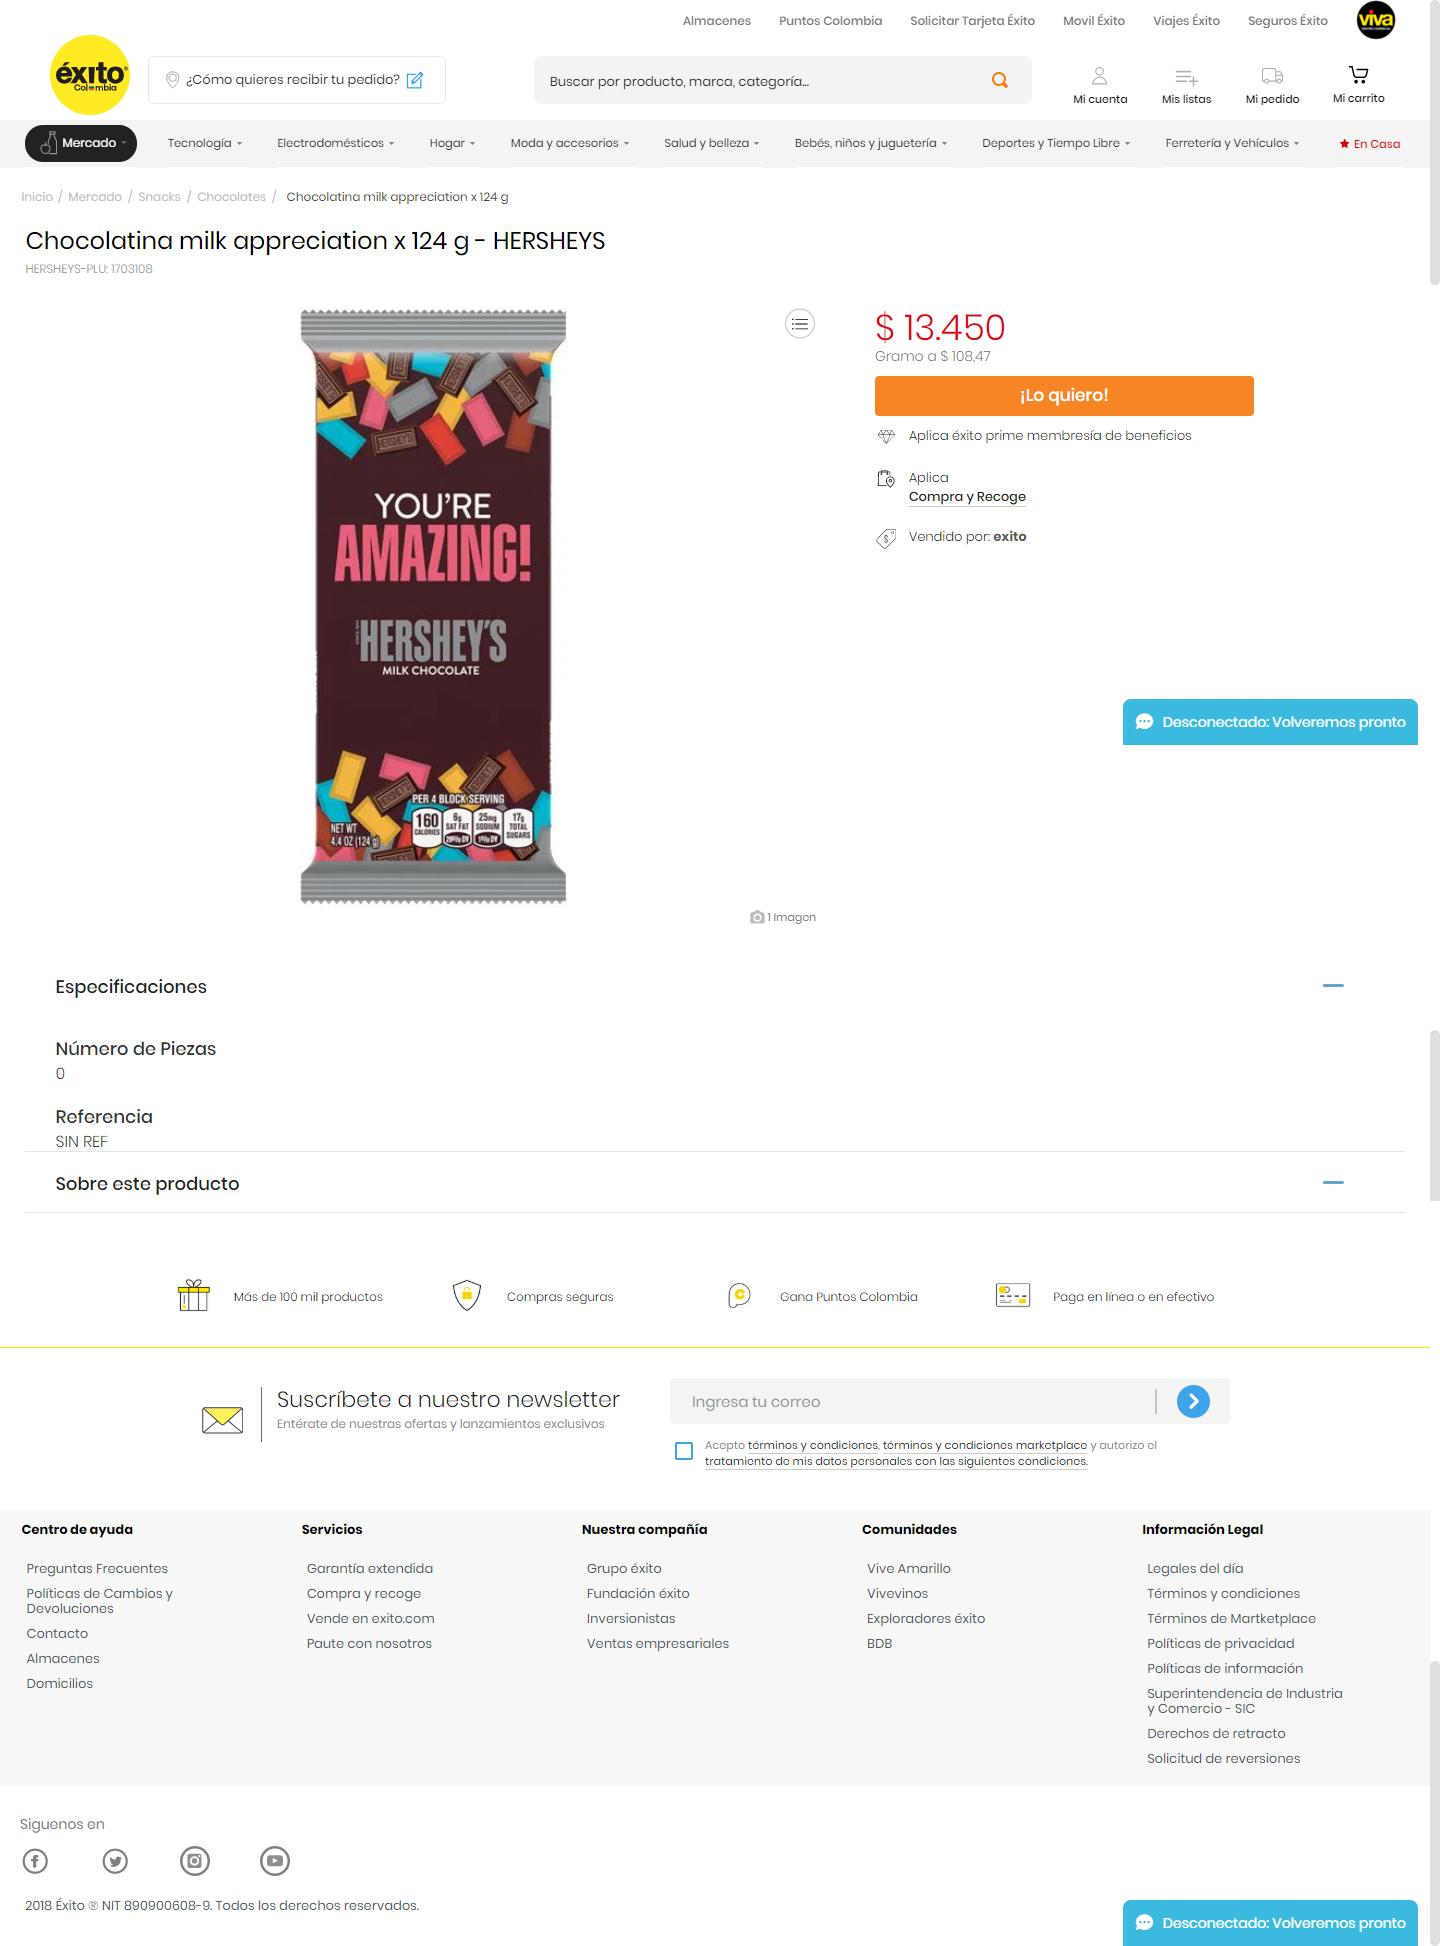 Almacenes Puntos Colombia Solicitar Tarjeta Éxito Movil Éxito Viajes Éxito Seguros Éxito viva
éxito
Colombia
¿Cómo quieres recibir tu pedido?
Buscar por producto, marca, categoría...
Mi cuenta Mis listas Mi pedido Mi carrito
Mercado Tecnología Electrodomésticos Hogar Moda y accesorios Salud y belleza Bebés, niños y juguetería Deportes y Tiempo Libre Ferretería y Vehículos En Casa
Inicio / Mercado / Snacks / Chocolates / Chocolatina milk appreciation x 124 g
Chocolatina milk appreciation x 124 g - HERSHEYS
HERSHEYS-PLU: 1703108
YOU'RE
AMAZING!
HERSHEY'S
MILK CHOCOLATE
PER 4 BLOCK SERVING
160 CALORIES
6g SAT FAT 29% DV
25mg SODIUM 1% DV
17g TOTAL SUGARS
NET WT
4.4 OZ (124 g)
1 Imagen
$ 13.450
Gramo a $ 108,47
¡Lo quiero!
Aplica éxito prime membresía de beneficios
Aplica
Compra y Recoge
Vendido por: exito
Desconectado: Volveremos pronto
Especificaciones
Número de Piezas
0
Referencia
SIN REF
Sobre este producto
Más de 100 mil productos Compras seguras Gana Puntos Colombia Paga en línea o en efectivo
Suscríbete a nuestro newsletter
Entérate de nuestras ofertas y lanzamientos exclusivos
Ingresa tu correo
Acepto términos y condiciones, términos y condiciones marketplace y autorizo el
tratamiento de mis datos personales con las siguientes condiciones.
Centro de ayuda
Preguntas Frecuentes
Políticas de Cambios y
Devoluciones
Contacto
Almacenes
Domicilios
Servicios
Garantía extendida
Compra y recoge
Vende en exito.com
Paute con nosotros
Nuestra compañía
Grupo éxito
Fundación éxito
Inversionistas
Ventas empresariales
Comunidades
Vive Amarillo
Vivevinos
Exploradores éxito
BDB
Información Legal
Legales del día
Términos y condiciones
Términos de Martketplace
Políticas de privacidad
Políticas de información
Superintendencia de Industria
y Comercio - SIC
Derechos de retracto
Solicitud de reversiones
Siguenos en
2018 Éxito ® NIT 890900608-9. Todos los derechos reservados.
Desconectado: Volveremos pronto